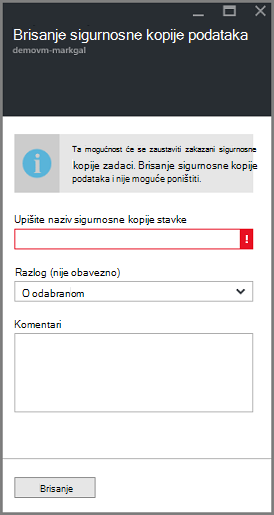 Brisanje sigurnosne kopije podataka
demovm-markgal
Ta mogućnost će se zaustaviti zakazani sigurnosne
kopije zadaci. Brisanje sigurnosne kopije
podataka i nije moguće poništiti.
Upišite naziv sigurnosne kopije stavke
!
Razlog (nije obavezno)
O odabranom
Komentari
Brisanje